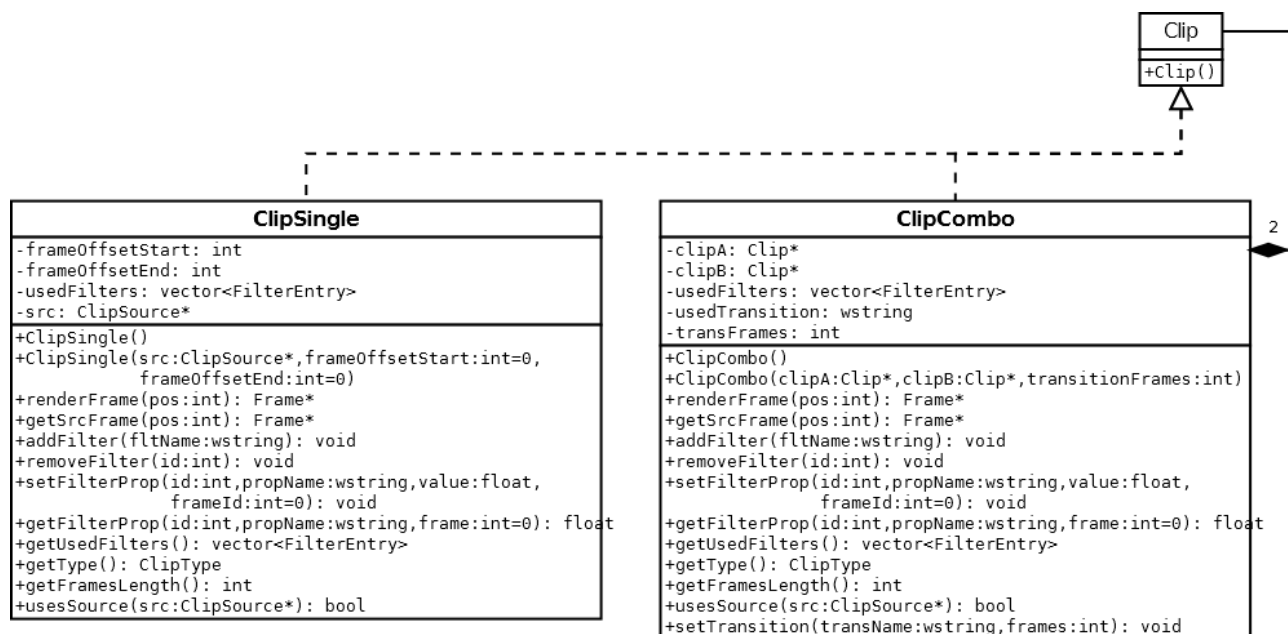 Clip
+Clip()
ClipSingle
-frameOffsetStart: int
-frameOffsetEnd: int
-usedFilters: vector<FilterEntry>
-src: ClipSource*
+ClipSingle()
+ClipSingle(src:ClipSource*,frameOffsetStart:int=0,
frameOffsetEnd:int=0)
+renderFrame(pos:int): Frame*
+getSrcFrame(pos:int): Frame*
+addFilter(fltName:wstring): void
+removeFilter(id:int): void
+setFilterProp(id:int,propName:wstring,value:float,
frameId:int=0): void
+getFilterProp(id:int,propName:wstring,frame:int=0): float
+getUsedFilters(): vector<FilterEntry>
+getType(): ClipType
+getFramesLength(): int
+usesSource(src:ClipSource*): bool
ClipCombo
2
-clipA: Clip*
-clipB: Clip*
-usedFilters: vector<FilterEntry>
-usedTransition: wstring
-transFrames: int
+ClipCombo()
+ClipCombo(clipA:Clip*,clipB:Clip*,transitionFrames:int)
+renderFrame(pos:int): Frame*
+getSrcFrame(pos:int): Frame*
+addFilter(fltName:wstring): void
+removeFilter(id:int): void
+setFilterProp(id:int,propName:wstring,value:float,
frameId:int=0): void
+getFilterProp(id:int,propName:wstring,frame:int=0): float
+getUsedFilters(): vector<FilterEntry>
+getType(): ClipType
+getFramesLength(): int
+usesSource(src:ClipSource*): bool
+setTransition(transName:wstring,frames:int): void